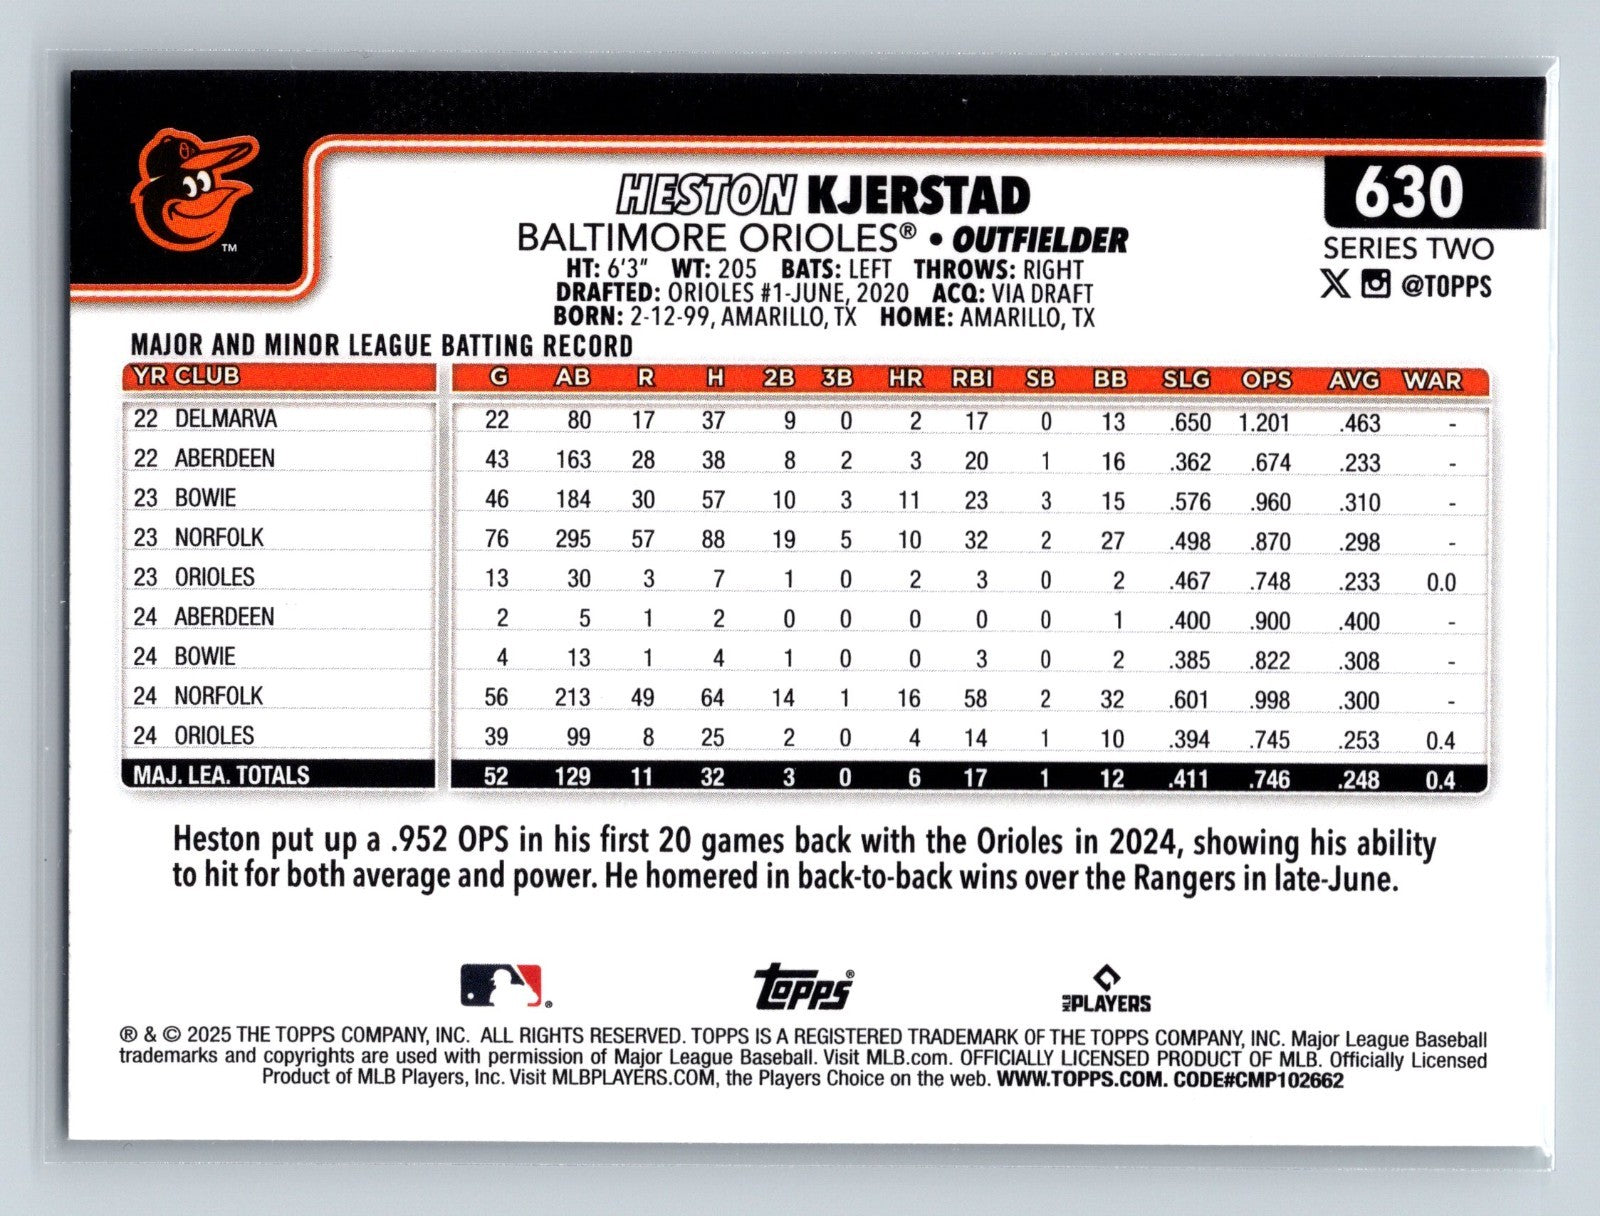 HESTON KJERSTAD
BALTIMORE ORIOLES® • OUTFIELDER
HT: 6'3" WT: 205 BATS: LEFT THROWS: RIGHT
DRAFTED: ORIOLES #1-JUNE, 2020 ACQ: VIA DRAFT
BORN: 2-12-99, AMARILLO, TX HOME: AMARILLO, TX
630
SERIES TWO
@TOPPS
TM
MAJOR AND MINOR LEAGUE BATTING RECORD
YR CLUB G AB R H 2B 3B HR RBI SB BB SLG OPS AVG WAR
22 DELMARVA 22 80 17 37 9 0 2 17 0 13 .650 1.201 .463 -
22 ABERDEEN 43 163 28 38 8 2 3 20 1 16 .362 .674 .233 -
23 BOWIE 46 184 30 57 10 3 11 23 3 15 .576 .960 .310 -
23 NORFOLK 76 295 57 88 19 5 10 32 2 27 .498 .870 .298 -
23 ORIOLES 13 30 3 7 1 0 2 3 0 2 .467 .748 .233 0.0
24 ABERDEEN 2 5 1 2 0 0 0 0 0 1 .400 .900 .400 -
24 BOWIE 4 13 1 4 1 0 0 3 0 2 .385 .822 .308 -
24 NORFOLK 56 213 49 64 14 1 16 58 2 32 .601 .998 .300 -
24 ORIOLES 39 99 8 25 2 0 4 14 1 10 .394 .745 .253 0.4
MAJ. LEA. TOTALS 52 129 11 32 3 0 6 17 1 12 .411 .746 .248 0.4
Heston put up a .952 OPS in his first 20 games back with the Orioles in 2024, showing his ability
to hit for both average and power. He homered in back-to-back wins over the Rangers in late-June.
® topps® MLB PLAYERS
® & © 2025 THE TOPPS COMPANY, INC. ALL RIGHTS RESERVED. TOPPS IS A REGISTERED TRADEMARK OF THE TOPPS COMPANY, INC. Major League Baseball
trademarks and copyrights are used with permission of Major League Baseball. Visit MLB.com. OFFICIALLY LICENSED PRODUCT OF MLB. Officially Licensed
Product of MLB Players, Inc. Visit MLBPLAYERS.COM, the Players Choice on the web. WWW.TOPPS.COM. CODE#CMP102662